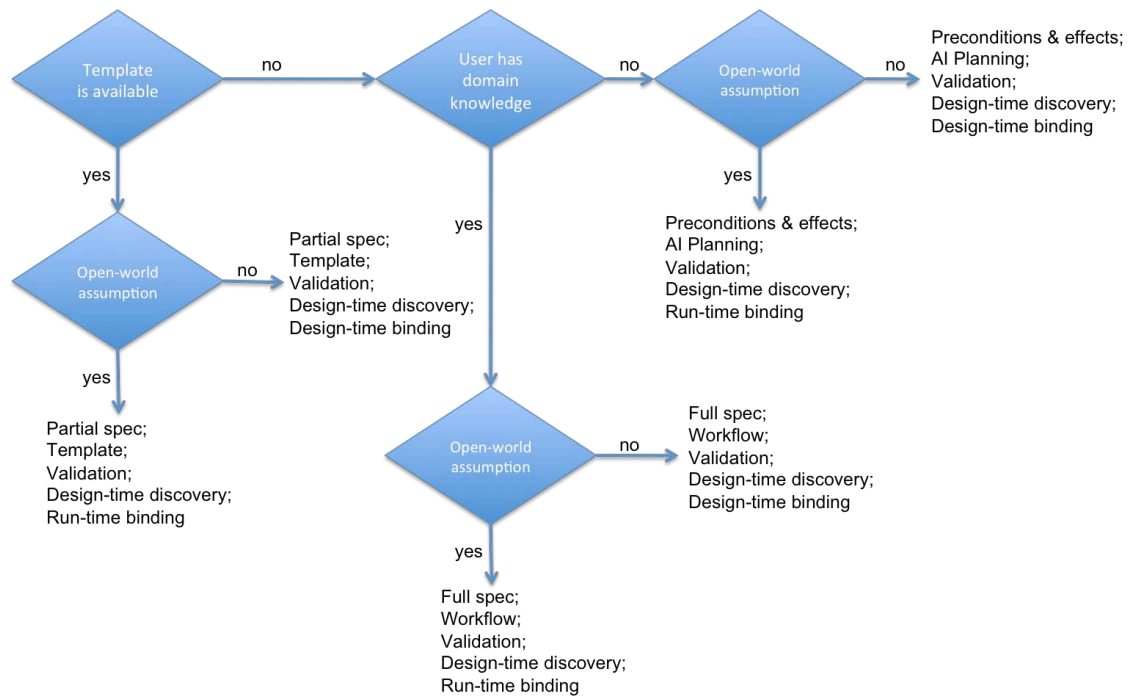 Template
is available
no
User has
domain
knowledge
no
Open-world
assumption
no
Preconditions & effects;
AI Planning;
Validation;
Design-time discovery;
Design-time binding
yes
yes
yes
Preconditions & effects;
AI Planning;
Validation;
Design-time discovery;
Run-time binding
Open-world
assumption
no
Partial spec;
Template;
Validation;
Design-time discovery;
Design-time binding
yes
Partial spec;
Template;
Validation;
Design-time discovery;
Run-time binding
Open-world
assumption
no
Full spec;
Workflow;
Validation;
Design-time discovery;
Design-time binding
yes
Full spec;
Workflow;
Validation;
Design-time discovery;
Run-time binding